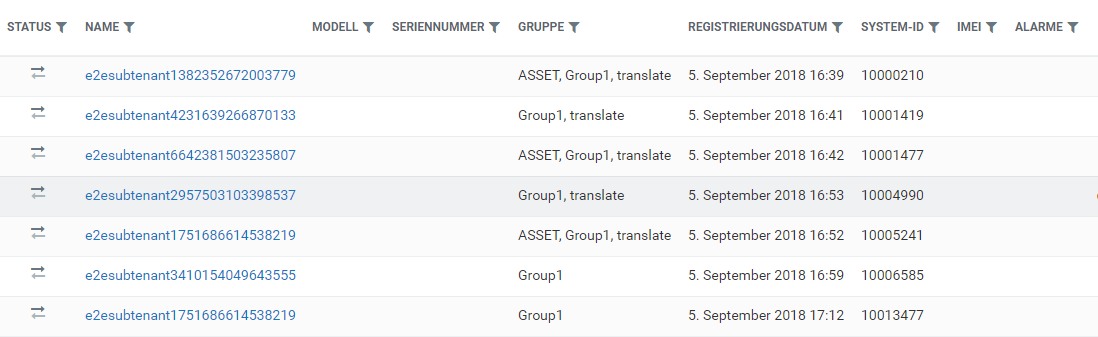 STATUS NAME MODELL SERIENNUMMER GRUPPE REGISTRIERUNGSDATUM SYSTEM-ID IMEI ALARME
e2esubtenant1382352672003779 ASSET, Group1, translate 5. September 2018 16:39 10000210
e2esubtenant4231639266870133 Group1, translate 5. September 2018 16:41 10001419
e2esubtenant6642381503235807 ASSET, Group1, translate 5. September 2018 16:42 10001477
e2esubtenant2957503103398537 Group1, translate 5. September 2018 16:53 10004990
e2esubtenant1751686614538219 ASSET, Group1, translate 5. September 2018 16:52 10005241
e2esubtenant3410154049643555 Group1 5. September 2018 16:59 10006585
e2esubtenant1751686614538219 Group1 5. September 2018 17:12 10013477